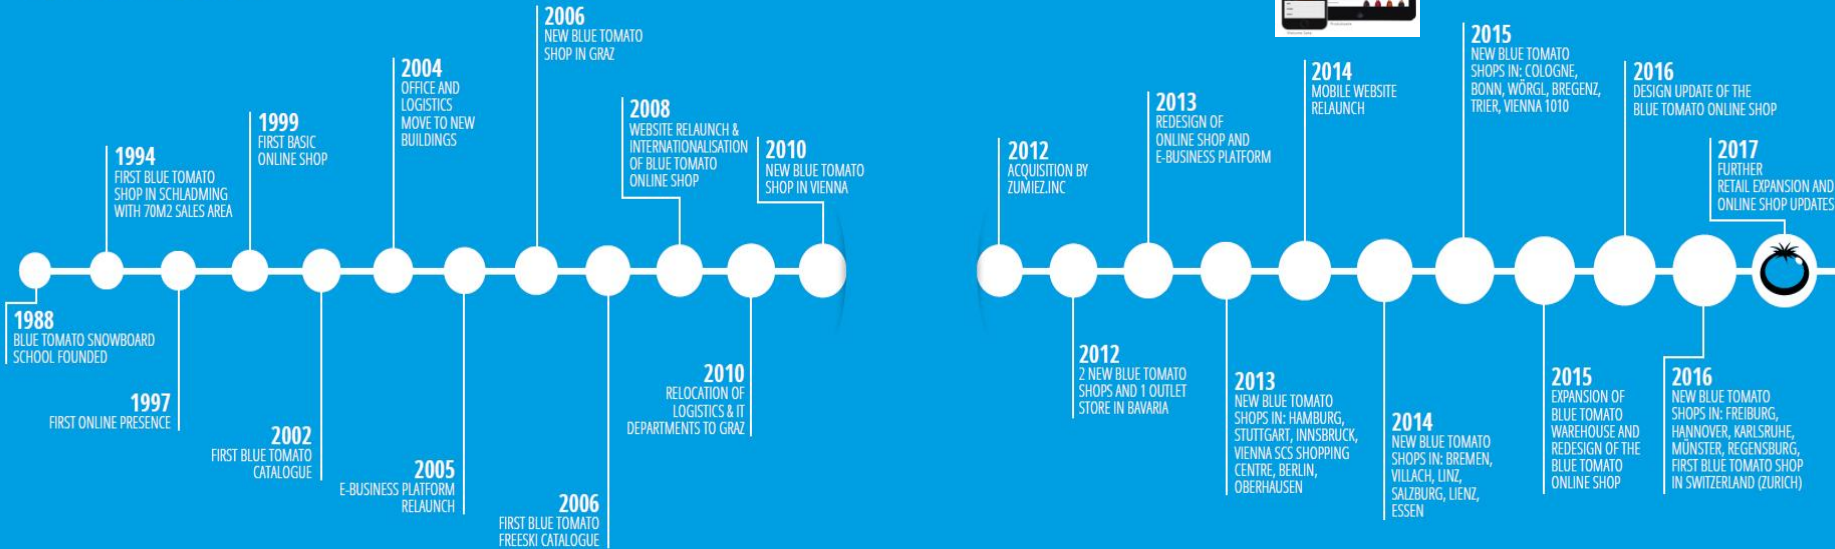 1988
BLUE TOMATO SNOWBOARD
SCHOOL FOUNDED
1994
FIRST BLUE TOMATO
SHOP IN SCHLADMING
WITH 70M2 SALES AREA
1997
FIRST ONLINE PRESENCE
1999
FIRST BASIC
ONLINE SHOP
2002
FIRST BLUE TOMATO
CATALOGUE
2004
OFFICE AND
LOGISTICS
MOVE TO NEW
BUILDINGS
2005
E-BUSINESS PLATFORM
RELAUNCH
2006
NEW BLUE TOMATO
SHOP IN GRAZ
2006
FIRST BLUE TOMATO
FREESKI CATALOGUE
2008
WEBSITE RELAUNCH &
INTERNATIONALISATION
OF BLUE TOMATO
ONLINE SHOP
2010
RELOCATION OF
LOGISTICS & IT
DEPARTMENTS TO GRAZ
2010
NEW BLUE TOMATO
SHOP IN VIENNA
2012
ACQUISITION BY
ZUMIEZ.INC
2012
2 NEW BLUE TOMATO
SHOPS AND 1 OUTLET
STORE IN BAVARIA
2013
REDESIGN OF
ONLINE SHOP AND
E-BUSINESS PLATFORM
2013
NEW BLUE TOMATO
SHOPS IN: HAMBURG,
STUTTGART, INNSBRUCK,
VIENNA SCS SHOPPING
CENTRE, BERLIN,
OBERHAUSEN
2014
MOBILE WEBSITE
RELAUNCH
2014
NEW BLUE TOMATO
SHOPS IN: BREMEN,
VILLACH, LINZ,
SALZBURG, LIENZ,
ESSEN
2015
NEW BLUE TOMATO
SHOPS IN: COLOGNE,
BONN, WÖRGL, BREGENZ,
TRIER, VIENNA 1010
2015
EXPANSION OF
BLUE TOMATO
WAREHOUSE AND
REDESIGN OF THE
BLUE TOMATO
ONLINE SHOP
2016
DESIGN UPDATE OF THE
BLUE TOMATO ONLINE SHOP
2016
NEW BLUE TOMATO
SHOPS IN: FREIBURG,
HANNOVER, KARLSRUHE,
MÜNSTER, REGENSBURG,
FIRST BLUE TOMATO SHOP
IN SWITZERLAND (ZURICH)
2017
FURTHER
RETAIL EXPANSION AND
ONLINE SHOP UPDATES